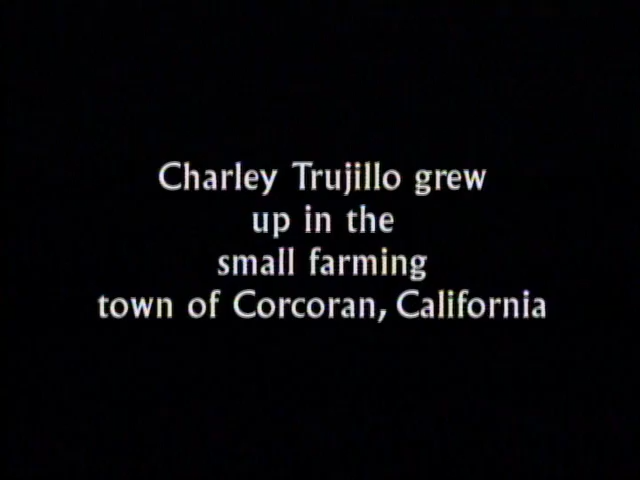 Charley Trujillo grew
up in the
small farming
town of Corcoran, California